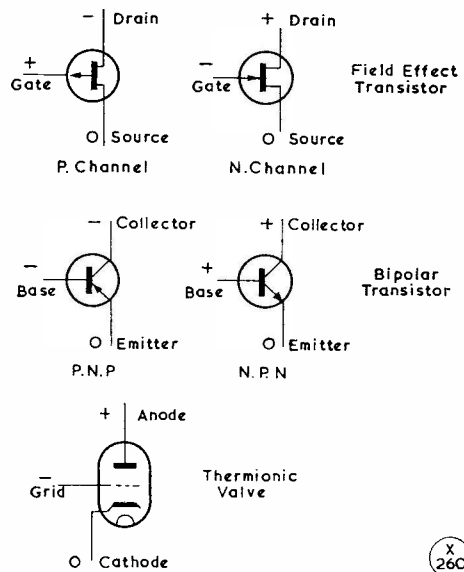 − Drain + Drain
+ Gate − Gate Field Effect
Transistor
O Source O Source
P. Channel N. Channel
− Collector + Collector
− Base + Base Bipolar
Transistor
O Emitter O Emitter
P.N.P N.P.N
+ Anode
− Grid Thermionic
Valve
O Cathode
X
260